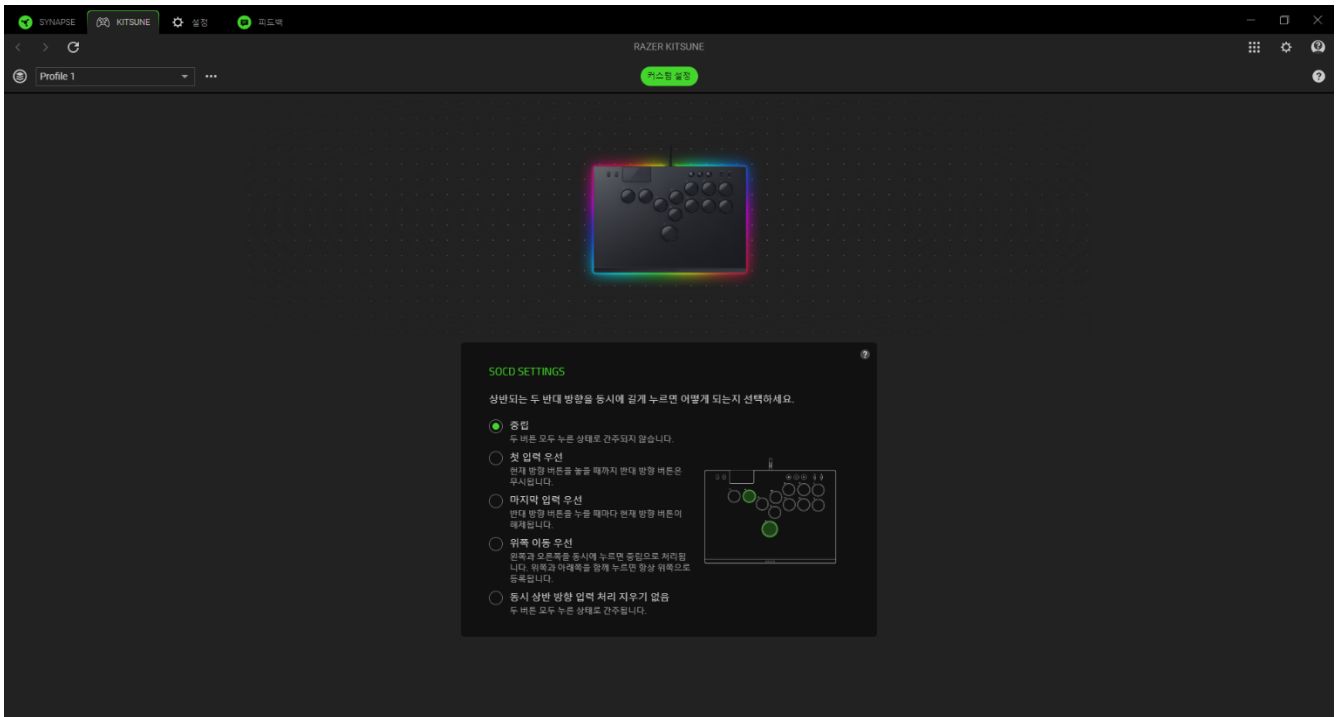 SYNAPSE KITSUNE 설정 피드백
RAZER KITSUNE
Profile 1
커스텀 설정
SOCD SETTINGS
상반되는 두 반대 방향을 동시에 길게 누르면 어떻게 되는지 선택하세요.
중립
두 버튼 모두 누른 상태로 간주되지 않습니다.
첫 입력 우선
현재 방향 버튼을 놓을 때까지 반대 방향 버튼은
무시됩니다.
마지막 입력 우선
반대 방향 버튼을 누를 때마다 현재 방향 버튼이
해제됩니다.
위쪽 이동 우선
왼쪽과 오른쪽을 동시에 누르면 중립으로 처리됩
니다. 위쪽과 아래쪽을 함께 누르면 항상 위쪽으로
등록됩니다.
동시 상반 방향 입력 처리 지우기 없음
두 버튼 모두 누른 상태로 간주됩니다.